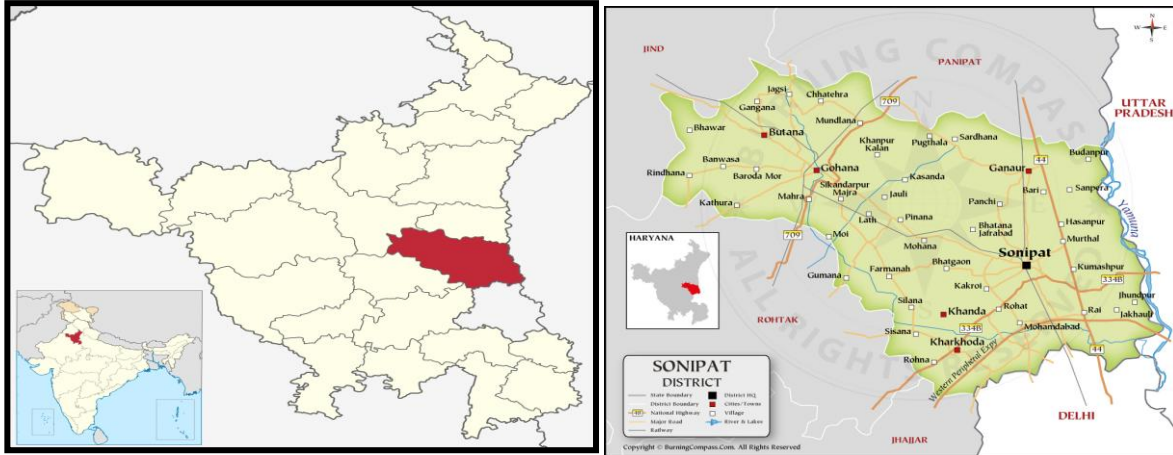 JIND
PANIPAT
UTTAR
PRADESH
N
W
E
S
Jagsi
Chhatehra
Gangana
709
Mundlana
Bhawar
Butana
Khanpur
Kalan
Pugthala
Sardhana
44
Budanpur
Banwasa
Gohana
Ganaur
Rindhana
Baroda Mor
Sikandarpur
Majra
Kasanda
Bari
Sanpera
Kathura
Mahra
Jauli
Panchi
Yamuna
Lath
Pinana
Hasanpur
709
Moi
Bhatana
Jafrabad
Mohana
Murthal
HARYANA
Sonipat
Gumana
Farmanah
Bhatgaon
Kumashpur
334B
Kakroi
Jhundpur
Silana
Khanda
Rohat
Rai
Jakhauli
ROHTAK
334B
Mohamdabad
Sisana
Kharkhoda
44
Rohna
Western Peripheral Expy
SONIPAT
DISTRICT
State Boundary
District HQ.
District Boundary
Cities/Towns
National Highway
Village
Major Road
River & Lakes
Railway
DELHI
JHAJJAR
Copyright © BurningCompass.Com. All Rights Reserved